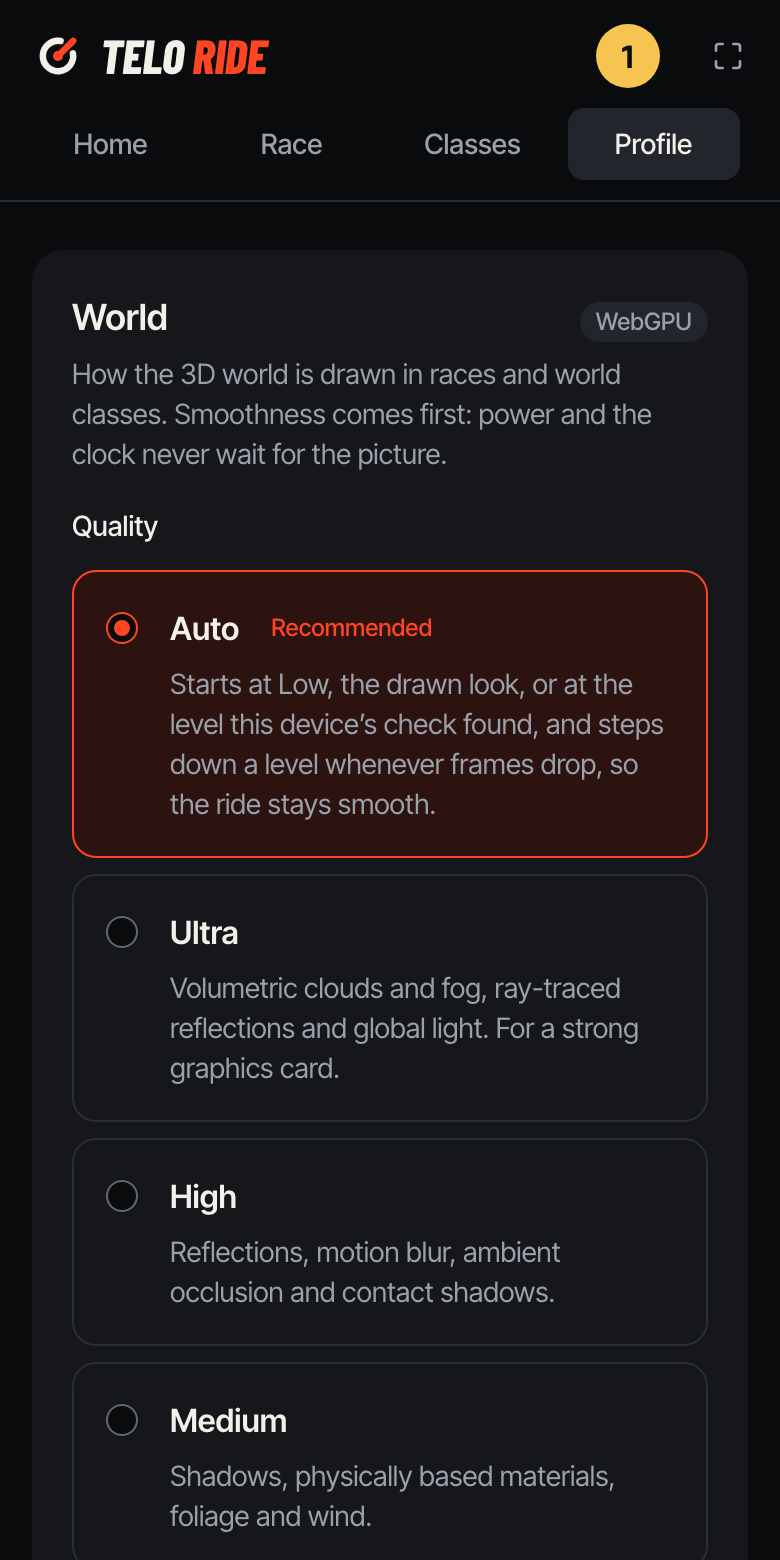 TELO RIDE
1
Home Race Classes Profile
World WebGPU
How the 3D world is drawn in races and world
classes. Smoothness comes first: power and the
clock never wait for the picture.
Quality
Auto Recommended
Starts at Low, the drawn look, or at the
level this device’s check found, and steps
down a level whenever frames drop, so
the ride stays smooth.
Ultra
Volumetric clouds and fog, ray-traced
reflections and global light. For a strong
graphics card.
High
Reflections, motion blur, ambient
occlusion and contact shadows.
Medium
Shadows, physically based materials,
foliage and wind.